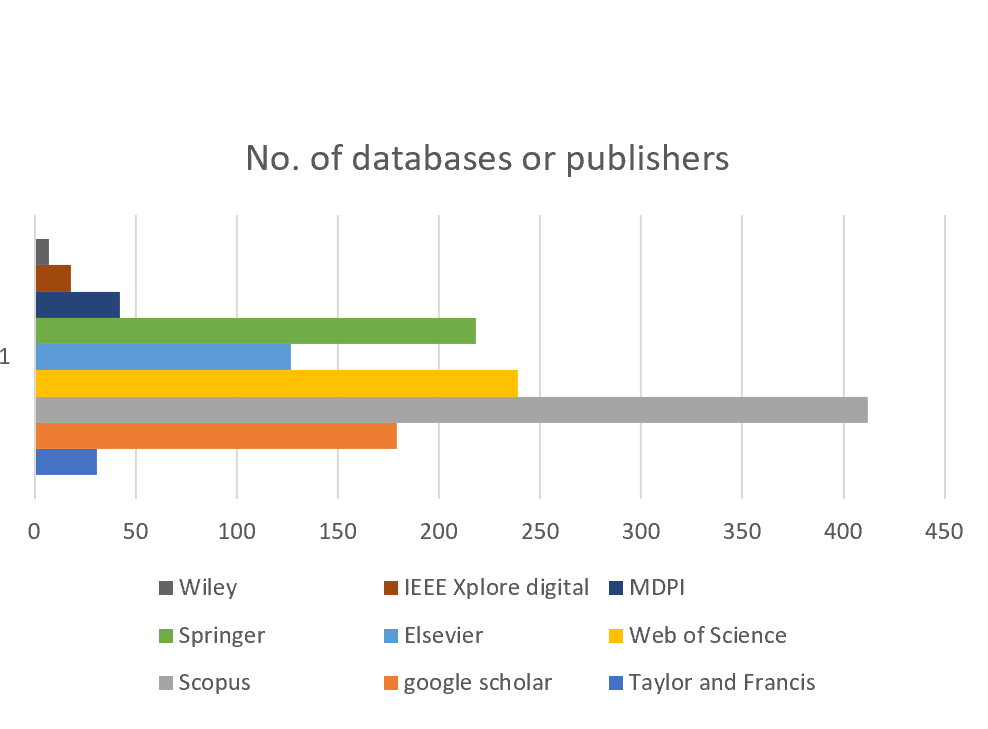 No. of databases or publishers
1
0 50 100 150 200 250 300 350 400 450
Wiley IEEE Xplore digital MDPI
Springer Elsevier Web of Science
Scopus google scholar Taylor and Francis